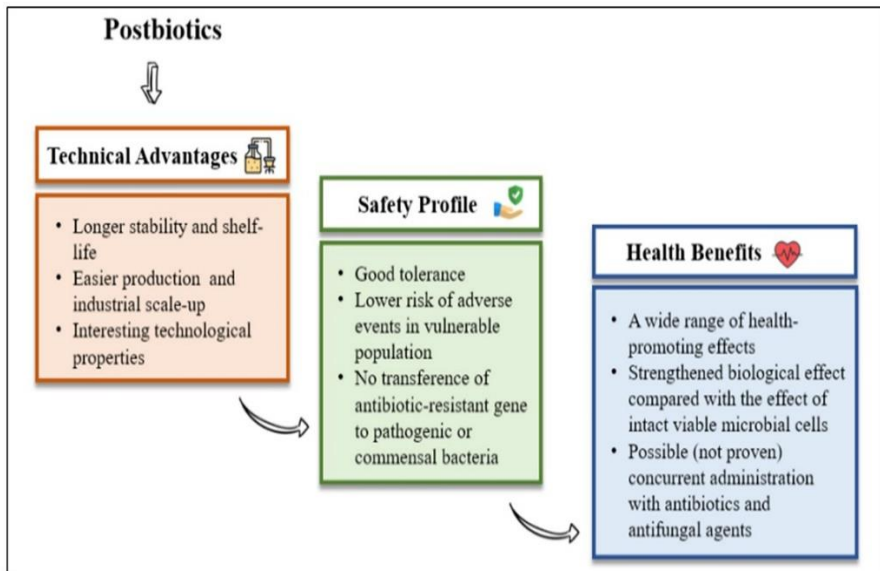 Postbiotics
Technical Advantages
• Longer stability and shelf-
life
• Easier production and
industrial scale-up
• Interesting technological
properties
Safety Profile
• Good tolerance
• Lower risk of adverse
events in vulnerable
population
• No transference of
antibiotic-resistant gene
to pathogenic or
commensal bacteria
Health Benefits
• A wide range of health-
promoting effects
• Strengthened biological effect
compared with the effect of
intact viable microbial cells
• Possible (not proven)
concurrent administration
with antibiotics and
antifungal agents